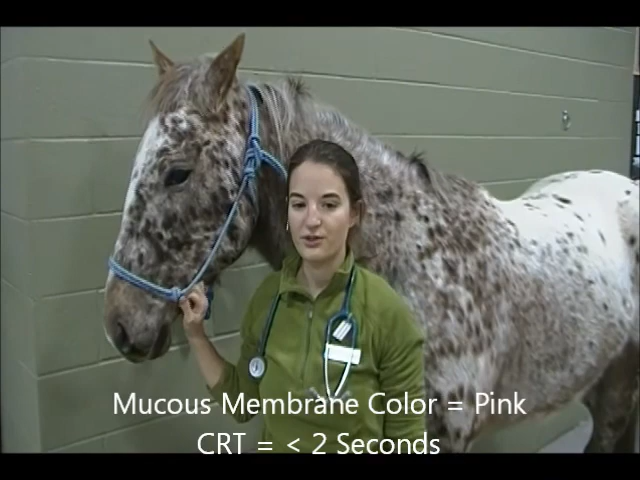 Mucous Membrane Color = Pink
CRT = < 2 Seconds